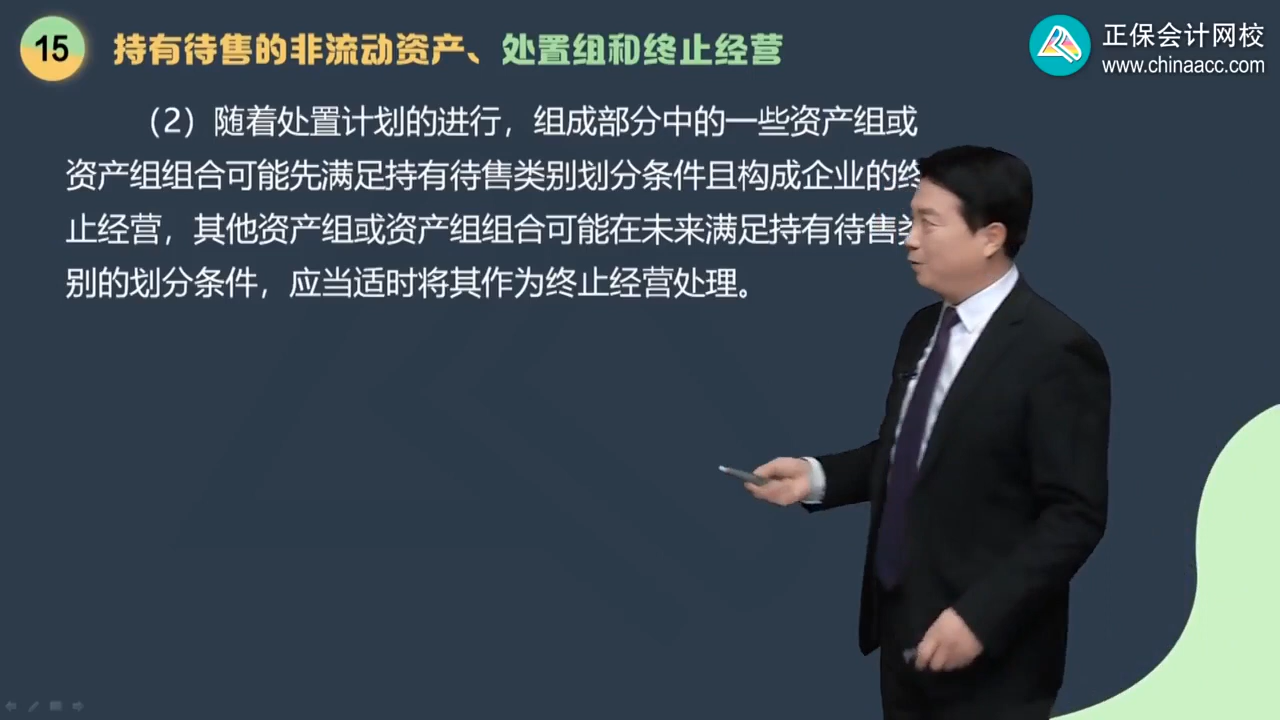 15
持有待售的非流动资产、处置组和终止经营
正保会计网校
www.chinaacc.com
（2）随着处置计划的进行，组成部分中的一些资产组或
资产组组合可能先满足持有待售类别划分条件且构成企业的终
止经营，其他资产组或资产组组合可能在未来满足持有待售类
别的划分条件，应当适时将其作为终止经营处理。